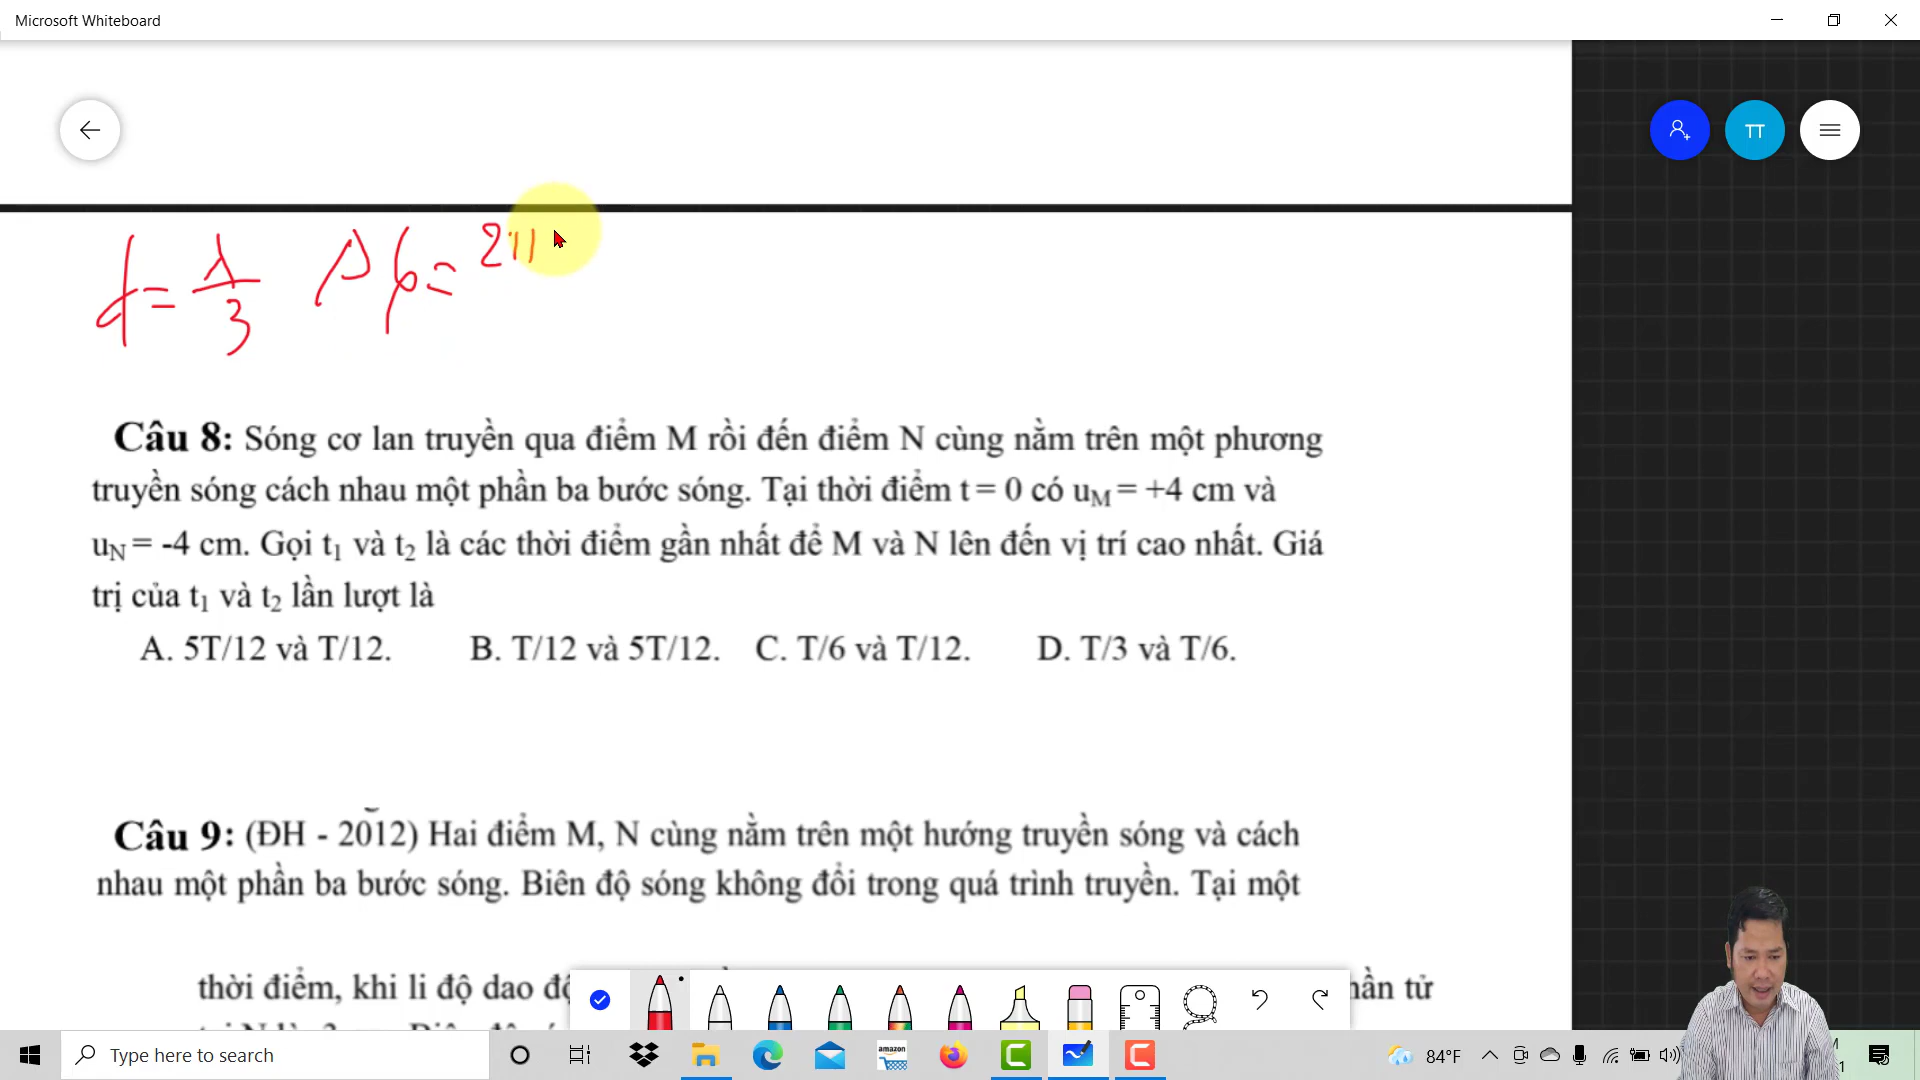 Microsoft Whiteboard
TT
d = λ/3 Δφ = 2π
Câu 8: Sóng cơ lan truyền qua điểm M rồi đến điểm N cùng nằm trên một phương
truyền sóng cách nhau một phần ba bước sóng. Tại thời điểm t = 0 có uM = +4 cm và
uN = -4 cm. Gọi t1 và t2 là các thời điểm gần nhất để M và N lên đến vị trí cao nhất. Giá
trị của t1 và t2 lần lượt là
A. 5T/12 và T/12. B. T/12 và 5T/12. C. T/6 và T/12. D. T/3 và T/6.
Câu 9: (ĐH - 2012) Hai điểm M, N cùng nằm trên một hướng truyền sóng và cách
nhau một phần ba bước sóng. Biên độ sóng không đổi trong quá trình truyền. Tại một
thời điểm, khi li độ dao tử
Type here to search
amazon
84°F